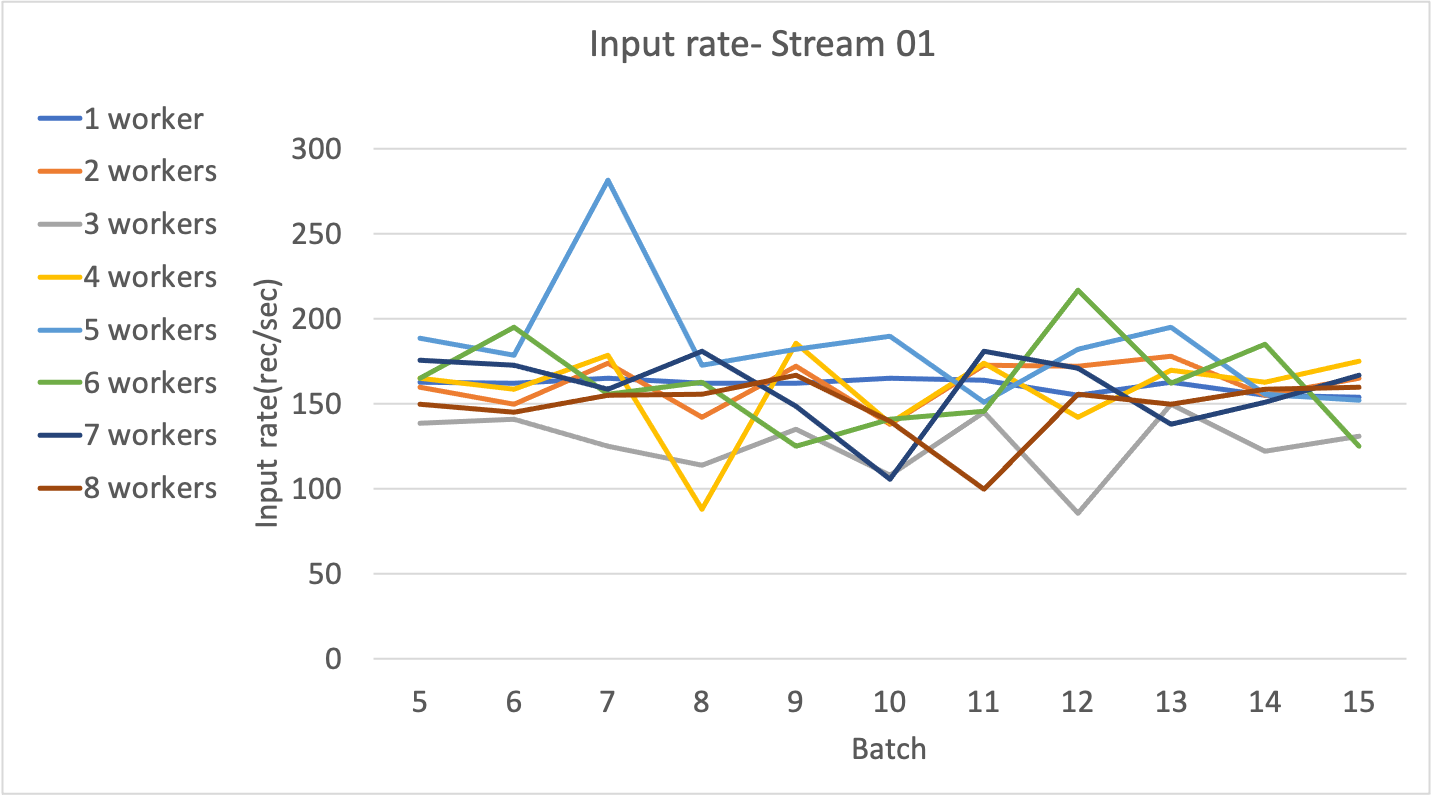 Input rate- Stream 01
1 worker
2 workers
3 workers
4 workers
5 workers
6 workers
7 workers
8 workers
Input rate(rec/sec)
300
250
200
150
100
50
0
5 6 7 8 9 10 11 12 13 14 15
Batch